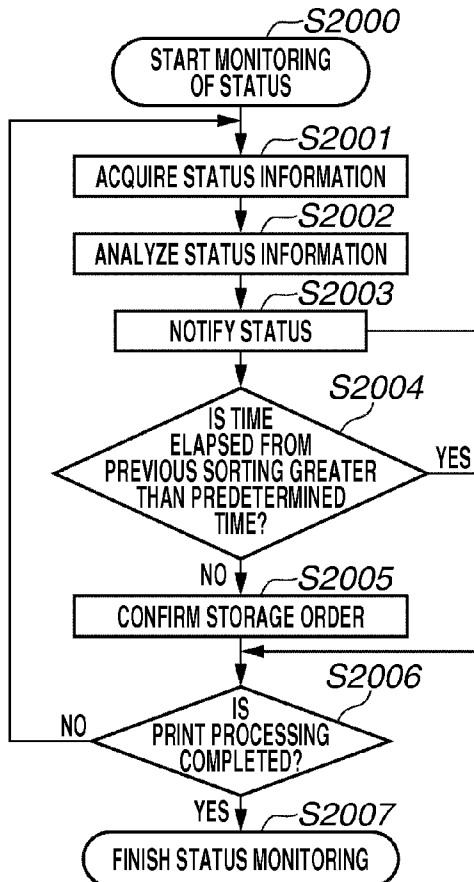 S2000
START MONITORING
OF STATUS
S2001
ACQUIRE STATUS INFORMATION
S2002
ANALYZE STATUS INFORMATION
S2003
NOTIFY STATUS
S2004
IS TIME
ELAPSED FROM
PREVIOUS SORTING GREATER
THAN PREDETERMINED
TIME?
YES
NO
S2005
CONFIRM STORAGE ORDER
S2006
IS
PRINT PROCESSING
COMPLETED?
NO
YES
S2007
FINISH STATUS MONITORING